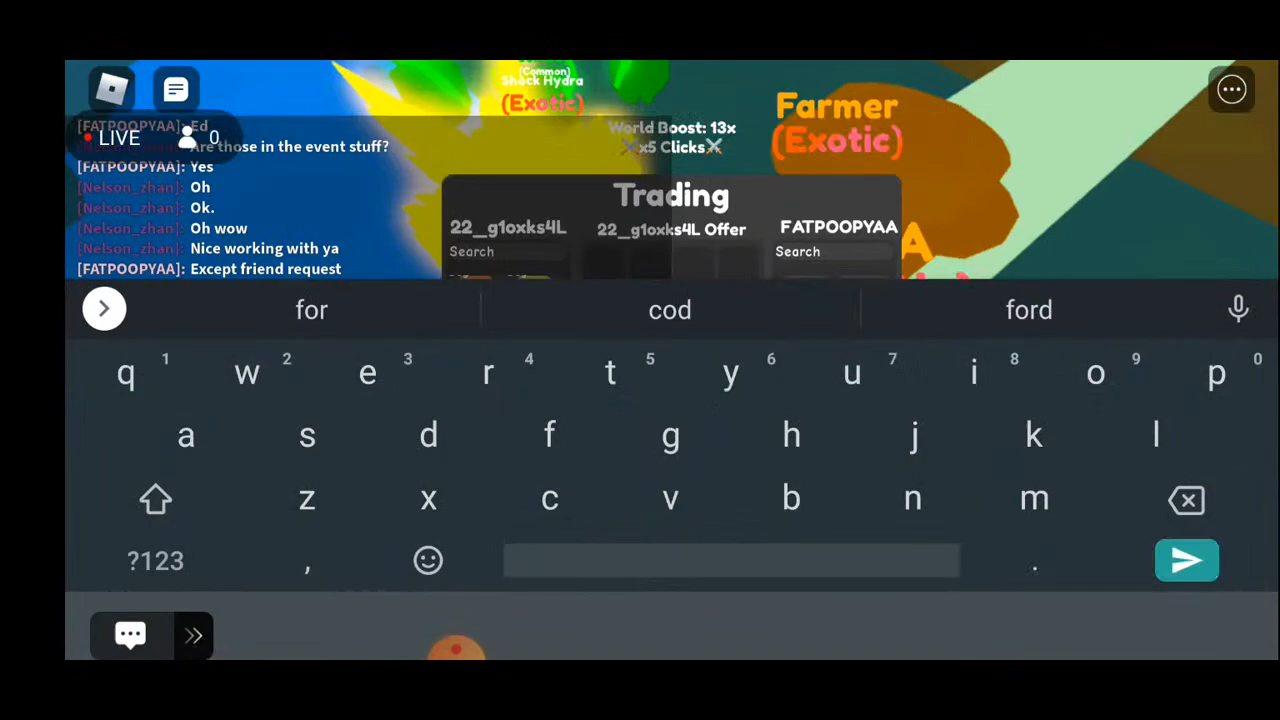 (Common)
Shock Hydra
(Exotic)
Farmer
(Exotic)
World Boost: 13x
⚔x5 Clicks⚔
[FATPOOPYAA]: Ed
LIVE 0
Are those in the event stuff?
[FATPOOPYAA]: Yes
[Nelson_zhan]: Oh
[Nelson_zhan]: Ok.
[Nelson_zhan]: Oh wow
[Nelson_zhan]: Nice working with ya
[FATPOOPYAA]: Except friend request
Trading
22__g1oxks4L
22__g1oxks4L Offer
FATPOOPYAA
Search
Search
A
for cod ford
q 1 w 2 e 3 r 4 t 5 y 6 u 7 i 8 o 9 p 0
a s d f g h j k l
z x c v b n m
?123 , .